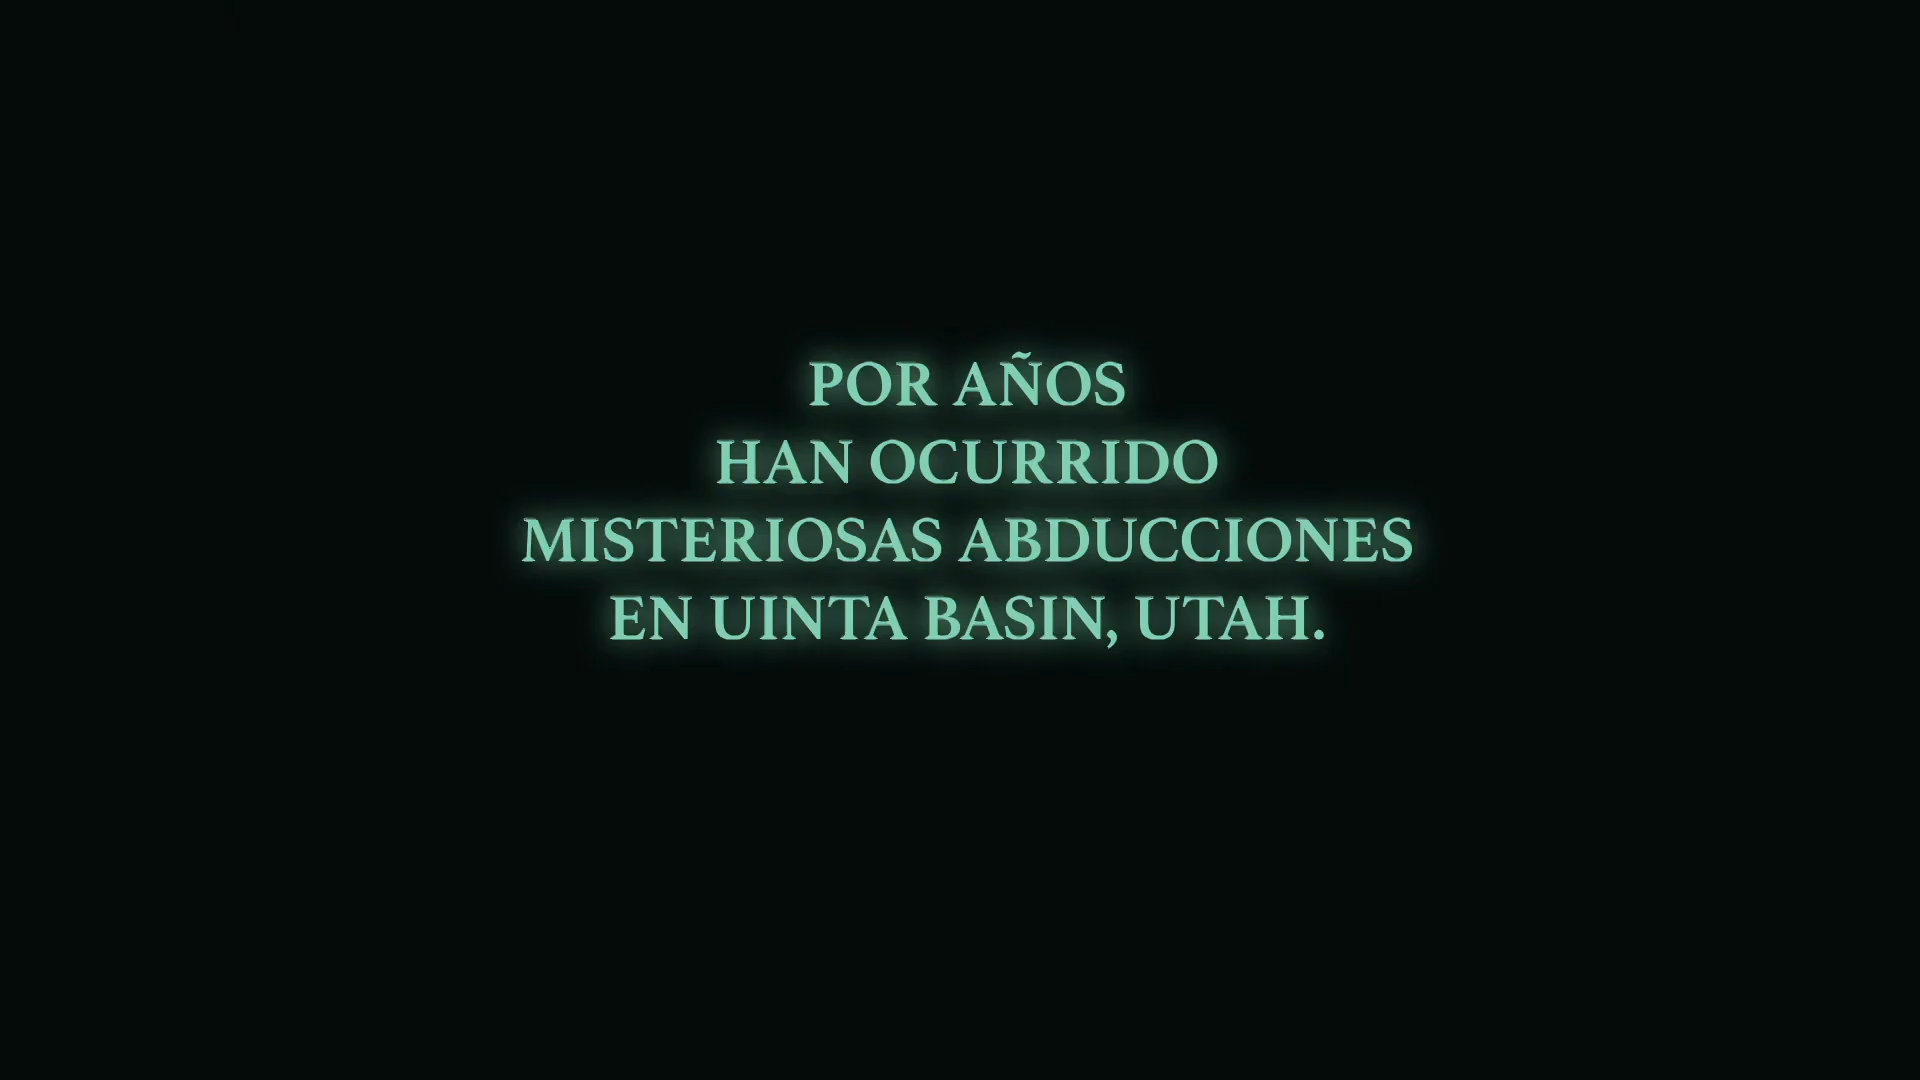 POR AÑOS
HAN OCURRIDO
MISTERIOSAS ABDUCCIONES
EN UINTA BASIN, UTAH.